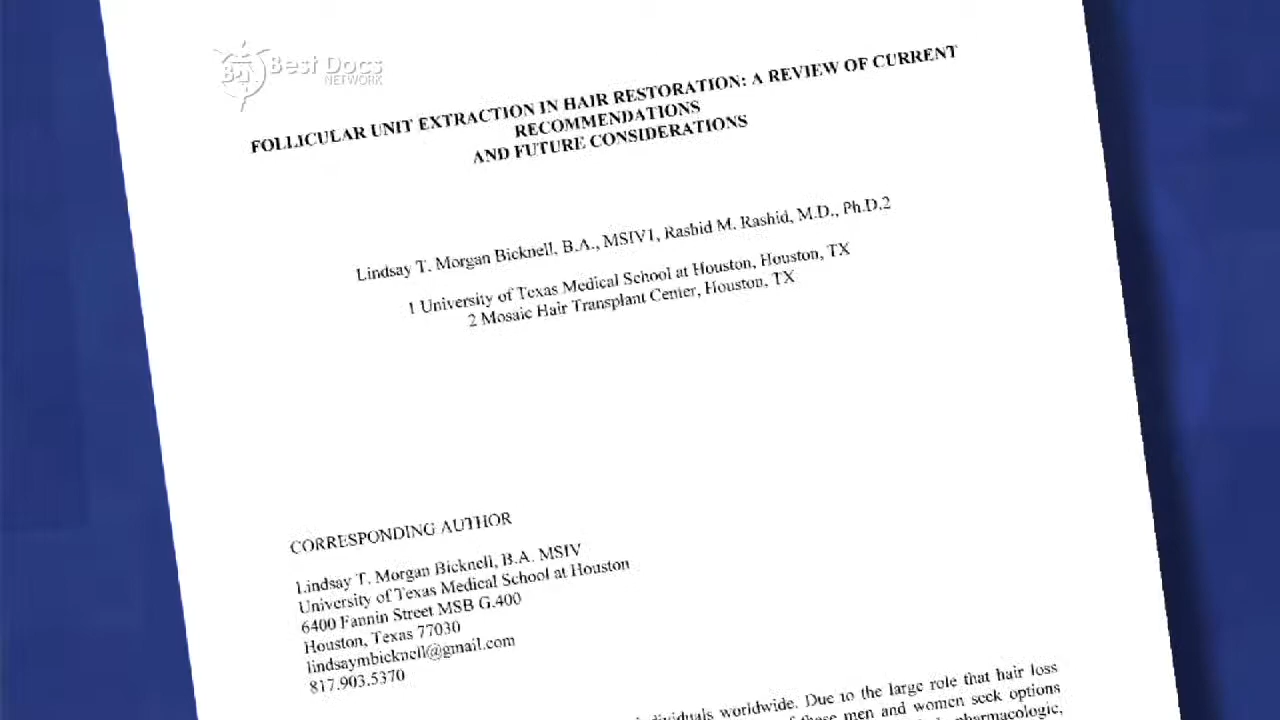 Best Docs
NETWORK
FOLLICULAR UNIT EXTRACTION IN HAIR RESTORATION: A REVIEW OF CURRENT
RECOMMENDATIONS
AND FUTURE CONSIDERATIONS
Lindsay T. Morgan Bicknell, B.A., MSIV1, Rashid M. Rashid, M.D., Ph.D.2
1 University of Texas Medical School at Houston, Houston, TX
2 Mosaic Hair Transplant Center, Houston, TX
CORRESPONDING AUTHOR
Lindsay T. Morgan Bicknell, B.A. MSIV
University of Texas Medical School at Houston
6400 Fannin Street MSB G.400
Houston, Texas 77030
lindsaymbicknell@gmail.com
817.903.5370
worldwide. Due to the large role that hair loss
of these men and women seek options
pharmacologic,